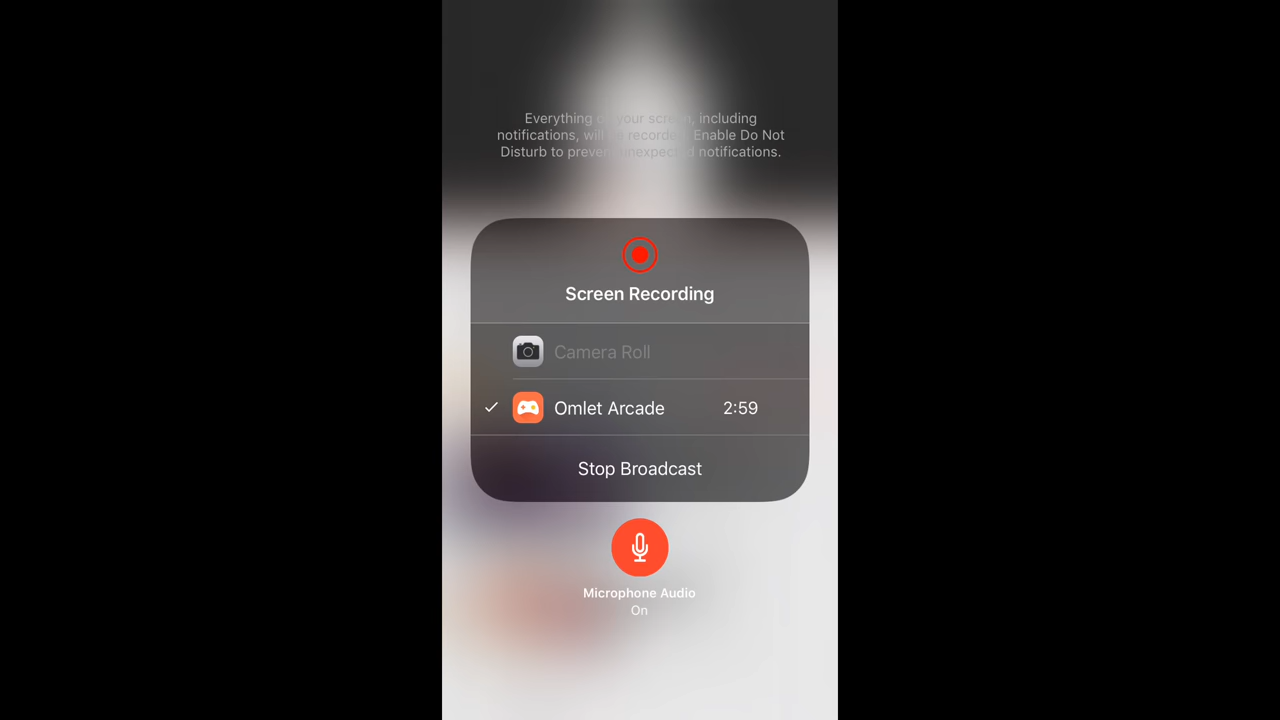 Everything on your screen, including
notifications, will be recorded. Enable Do Not
Disturb to prevent unexpected notifications.
Screen Recording
Camera Roll
Omlet Arcade 2:59
Stop Broadcast
Microphone Audio
On